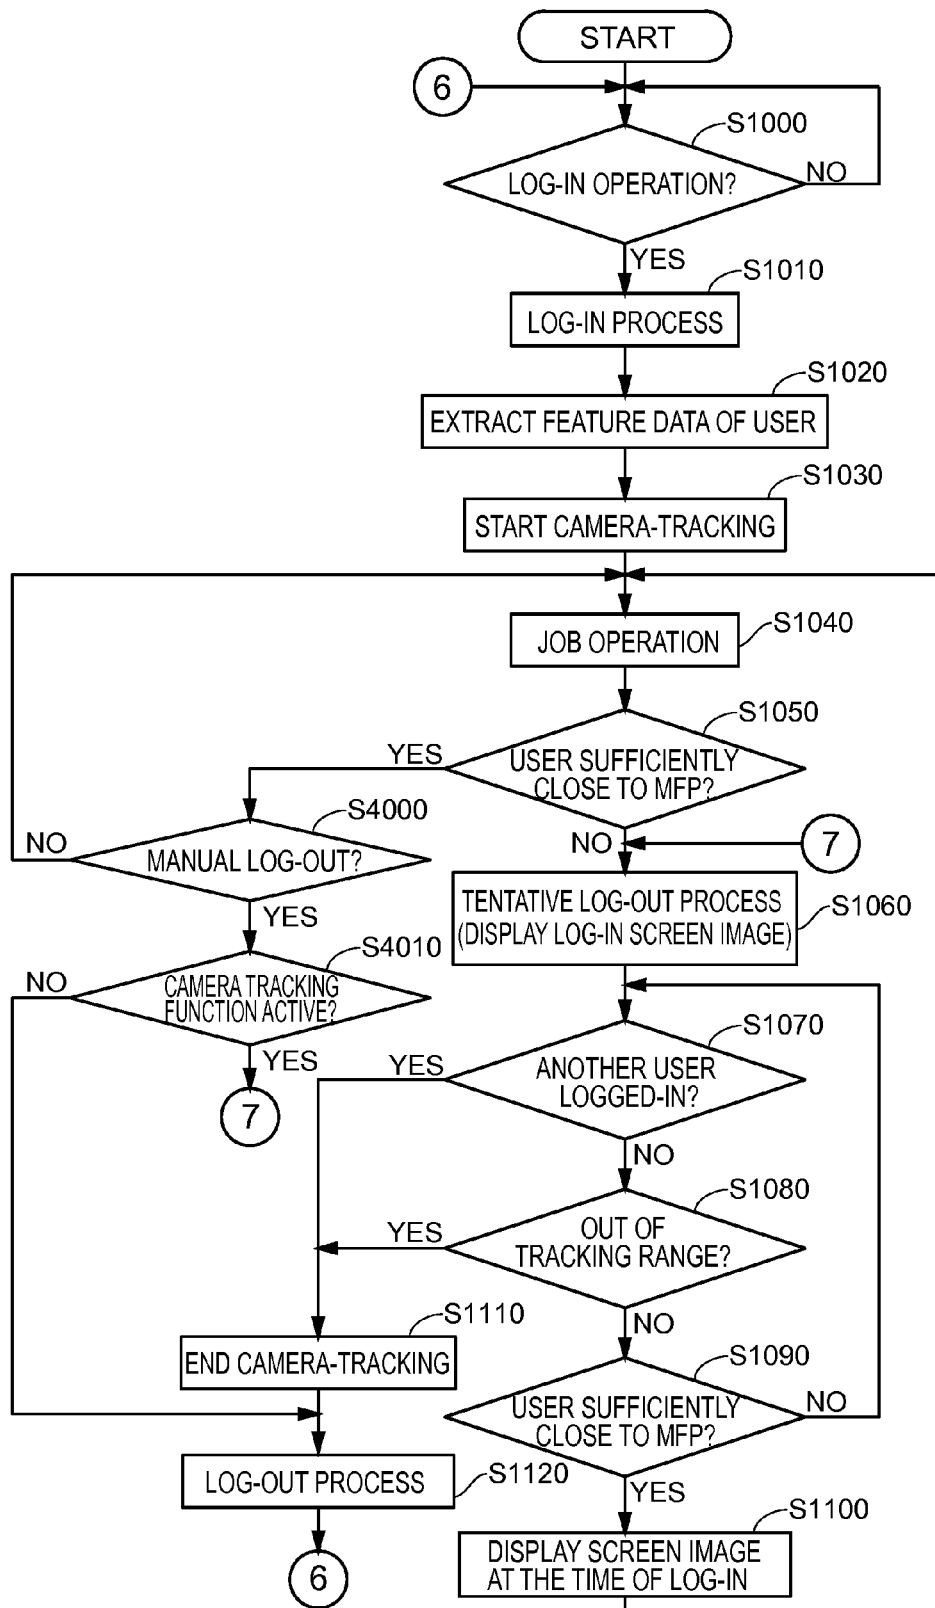 START
6
S1000
LOG-IN OPERATION?
NO
YES
S1010
LOG-IN PROCESS
S1020
EXTRACT FEATURE DATA OF USER
S1030
START CAMERA-TRACKING
S1040
JOB OPERATION
S1050
YES
USER SUFFICIENTLY
CLOSE TO MFP?
S4000
NO
MANUAL LOG-OUT?
NO
7
YES
TENTATIVE LOG-OUT PROCESS
(DISPLAY LOG-IN SCREEN IMAGE)
S1060
S4010
NO
CAMERA TRACKING
FUNCTION ACTIVE?
YES
7
S1070
YES
ANOTHER USER
LOGGED-IN?
NO
S1080
YES
OUT OF
TRACKING RANGE?
NO
S1110
END CAMERA-TRACKING
S1090
USER SUFFICIENTLY
CLOSE TO MFP?
NO
S1120
LOG-OUT PROCESS
YES
S1100
6
DISPLAY SCREEN IMAGE
AT THE TIME OF LOG-IN